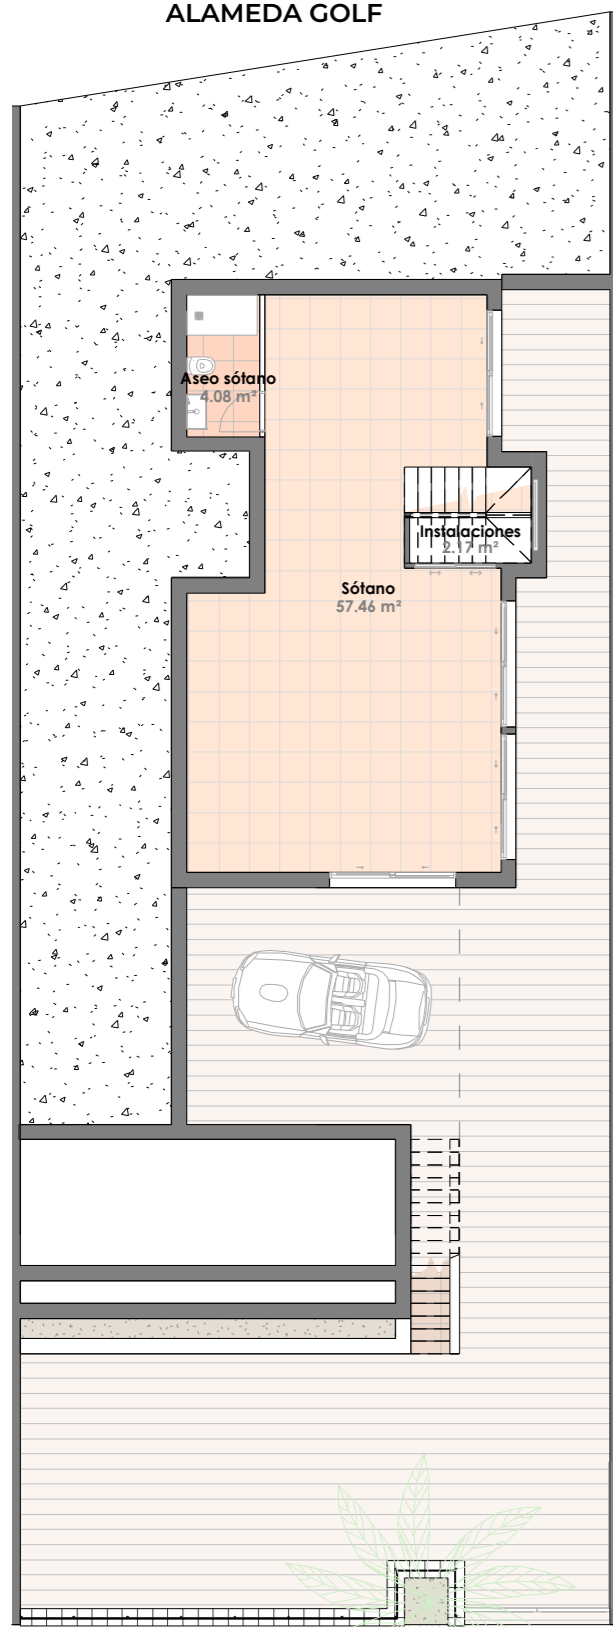 ALAMEDA GOLF
Aseo sótano
4.08 m²
Instalaciones
2.17 m²
Sótano
57.46 m²